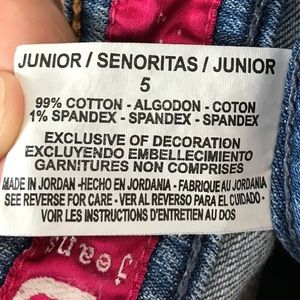 JUNIOR / SENORITAS / JUNIOR
5
99% COTTON - ALGODON - COTON
1% SPANDEX - SPANDEX - SPANDEX
EXCLUSIVE OF DECORATION
EXCLUYENDO EMBELLECIMIENTO
GARNITURES NON COMPRISES
MADE IN JORDAN -HECHO EN JORDANIA - FABRIQUE AU JORDANIA
SEE REVERSE FOR CARE - VER AL REVERSO PARA EL CUIDADO -
VOIR LES INSTRUCTIONS D'ENTRETIEN AU DOS
jeans